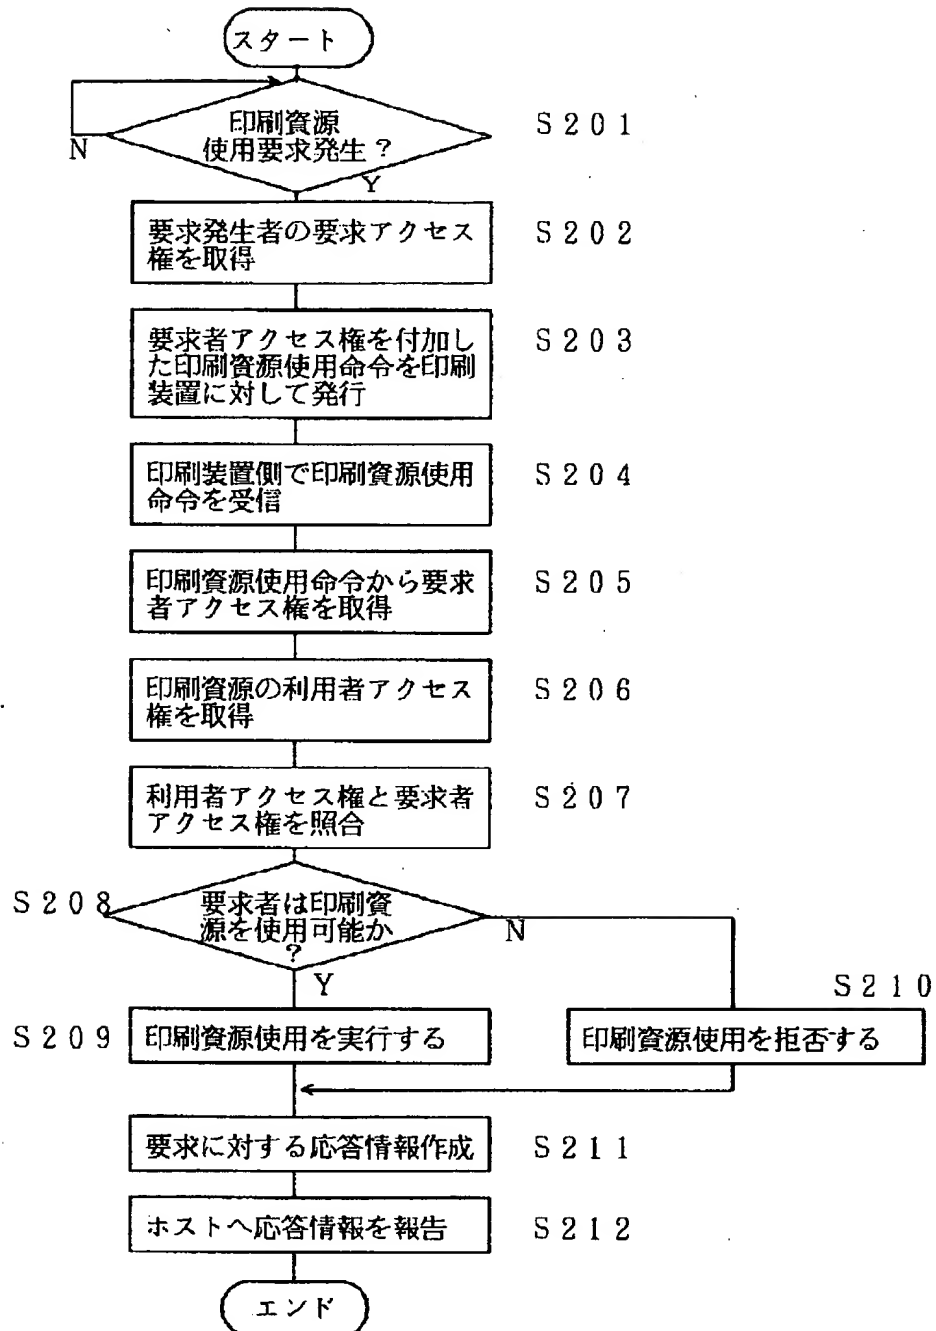 スタート
印刷資源
使用要求発生？
S201
N
Y
要求発生者の要求アクセス
権を取得
S202
要求者アクセス権を付加し
た印刷資源使用命令を印刷
装置に対して発行
S203
印刷装置側で印刷資源使用
命令を受信
S204
印刷資源使用命令から要求
者アクセス権を取得
S205
印刷資源の利用者アクセス
権を取得
S206
利用者アクセス権と要求者
アクセス権を照合
S207
S208
要求者は印刷資
源を使用可能か
？
N
Y
S210
S209
印刷資源使用を実行する
印刷資源使用を拒否する
要求に対する応答情報作成
S211
ホストへ応答情報を報告
S212
エンド